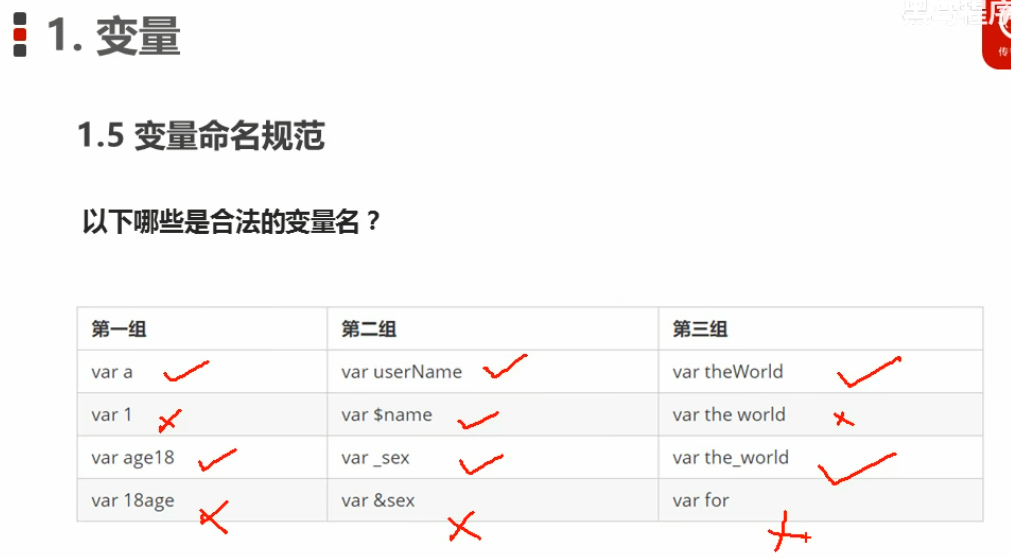 1. 变量
1.5 变量命名规范
以下哪些是合法的变量名？
第一组 第二组 第三组
var a var userName var theWorld
var 1 var $name var the world
var age18 var _sex var the_world
var 18age var &sex var for